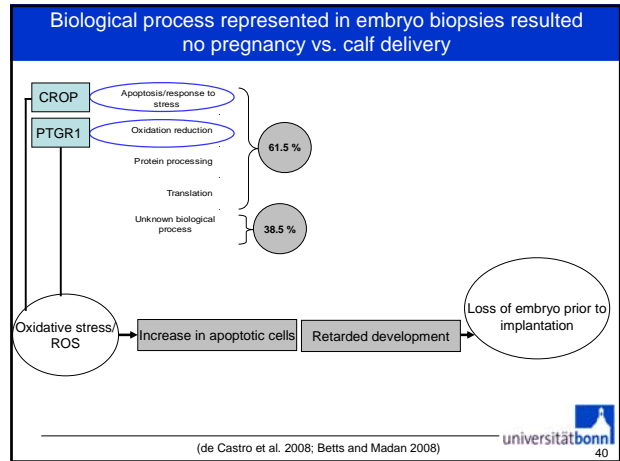 Biological process represented in embryo biopsies resulted
no pregnancy vs. calf delivery
CROP
Apoptosis/response to
stress
PTGR1
Oxidation reduction
61.5 %
Protein processing
Translation
Unknown biological
process
38.5 %
Oxidative stress/
ROS
Increase in apoptotic cells
Retarded development
Loss of embryo prior to
implantation
(de Castro et al. 2008; Betts and Madan 2008)
universitätbonn
40